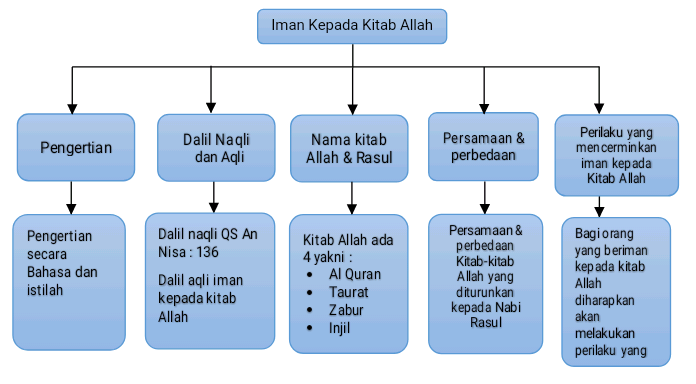 Iman Kepada Kitab Allah
Pengertian
Dalil Naqli
dan Aqli
Nama kitab
Allah & Rasul
Persamaan &
perbedaan
Perilaku yang
mencerminkan
iman kepada
Kitab Allah
Pengertian
secara
Bahasa dan
istilah
Dalil naqli QS An
Nisa : 136
Dalil aqli iman
kepada kitab
Allah
Kitab Allah ada
4 yakni :
• Al Quran
• Taurat
• Zabur
• Injil
Persamaan &
perbedaan
Kitab-kitab
Allah yang
diturunkan
kepada Nabi
Rasul
Bagi orang
yang beriman
kepada kitab
Allah
diharapkan
akan
melakukan
perilaku yang